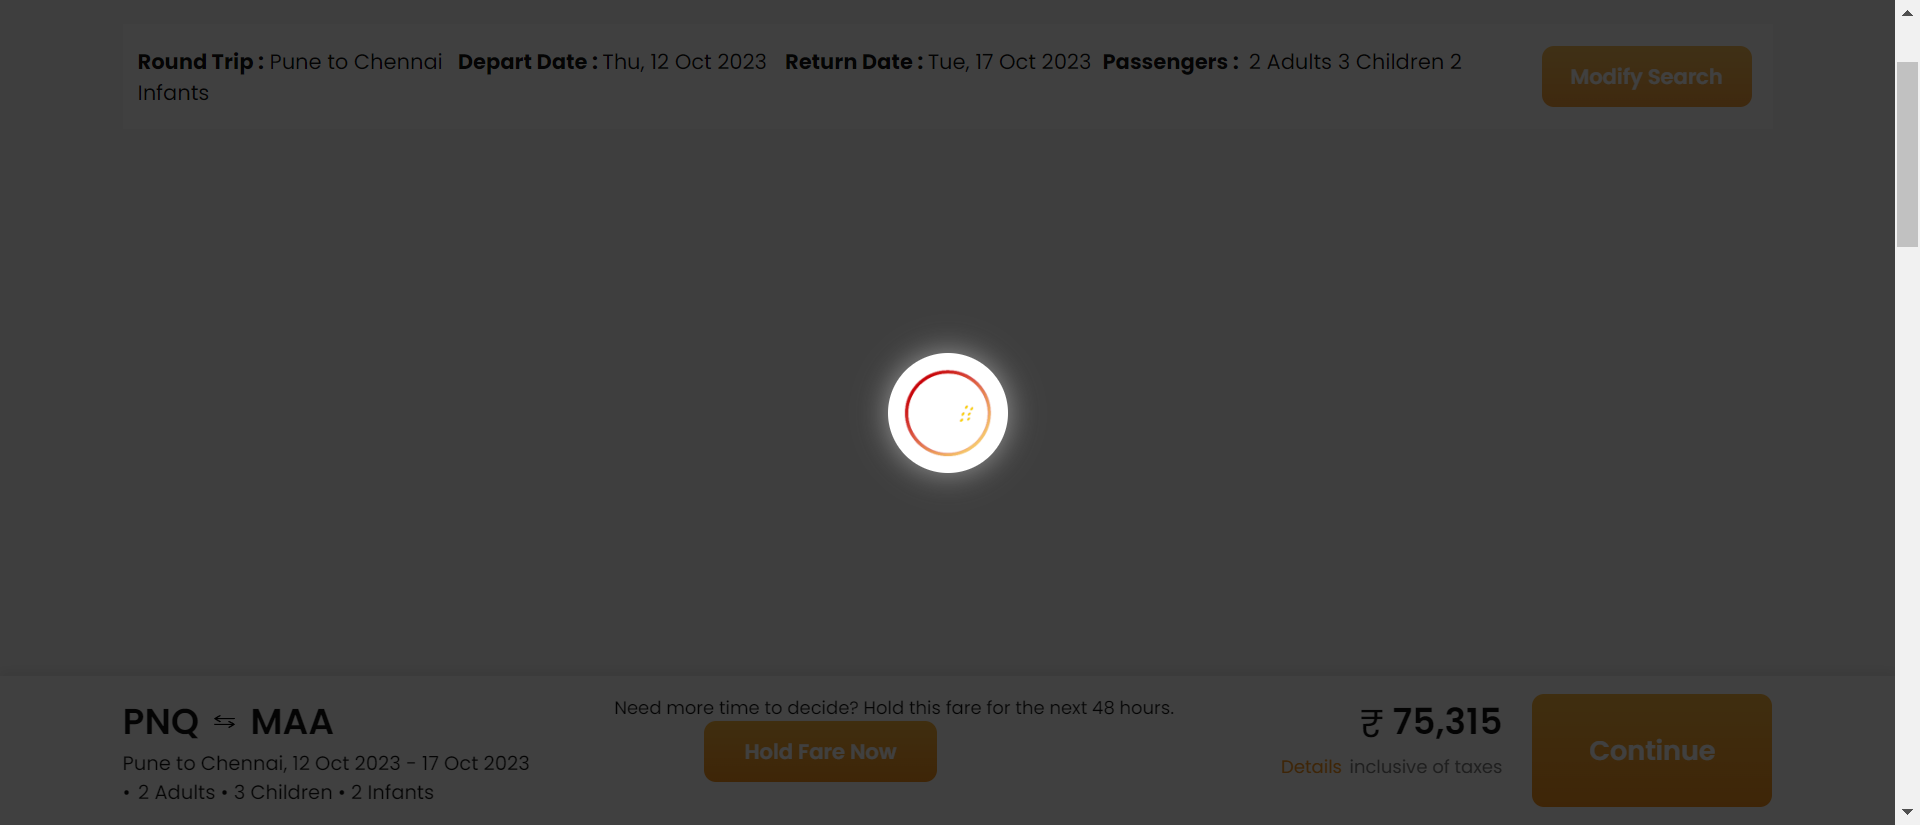 Round Trip : Pune to Chennai Depart Date : Thu, 12 Oct 2023 Return Date : Tue, 17 Oct 2023 Passengers : 2 Adults 3 Children 2
Infants
Modify Search
PNQ ⇆ MAA
Pune to Chennai, 12 Oct 2023 - 17 Oct 2023
• 2 Adults • 3 Children • 2 Infants
Need more time to decide? Hold this fare for the next 48 hours.
Hold Fare Now
₹ 75,315
Details inclusive of taxes
Continue